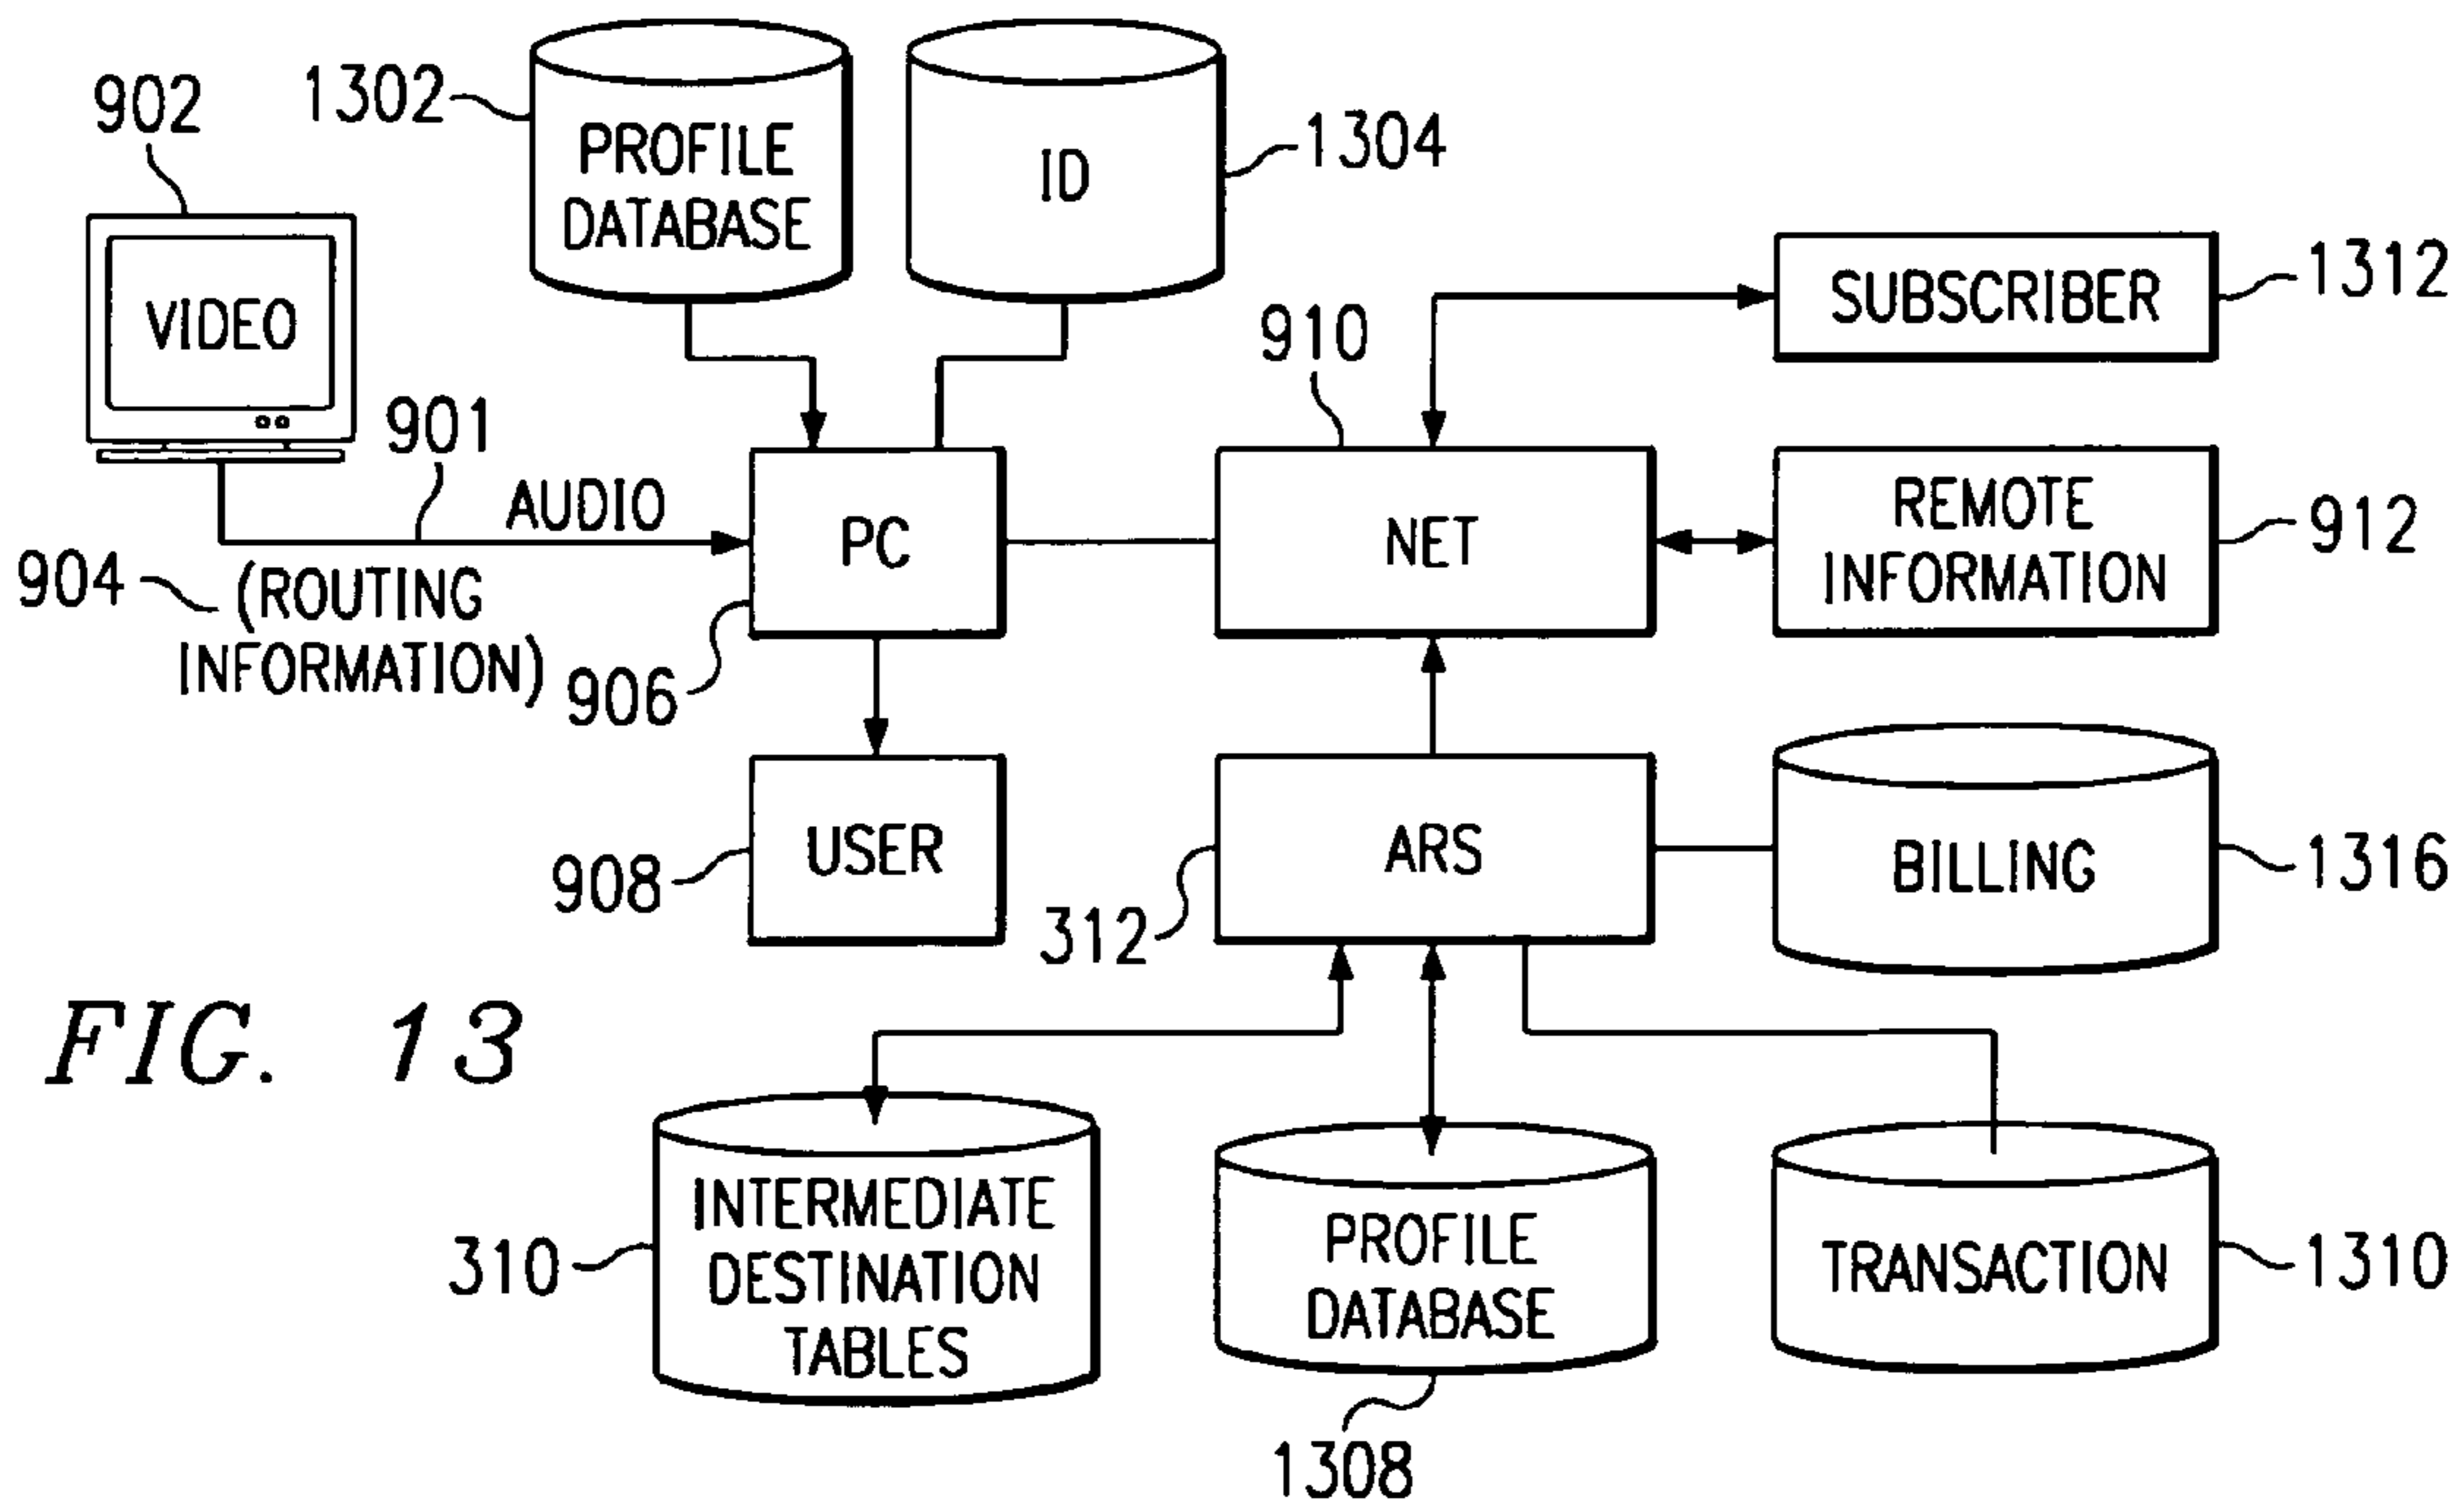 902
1302
PROFILE
DATABASE
ID
1304
VIDEO
901
AUDIO
904
(ROUTING
INFORMATION)
906
PC
910
NET
SUBSCRIBER
1312
REMOTE
INFORMATION
912
USER
908
ARS
312
BILLING
1316
FIG. 13
310
INTERMEDIATE
DESTINATION
TABLES
PROFILE
DATABASE
1308
TRANSACTION
1310